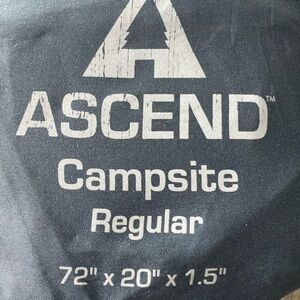 ASCEND™
Campsite
Regular
72" x 20" x 1.5"